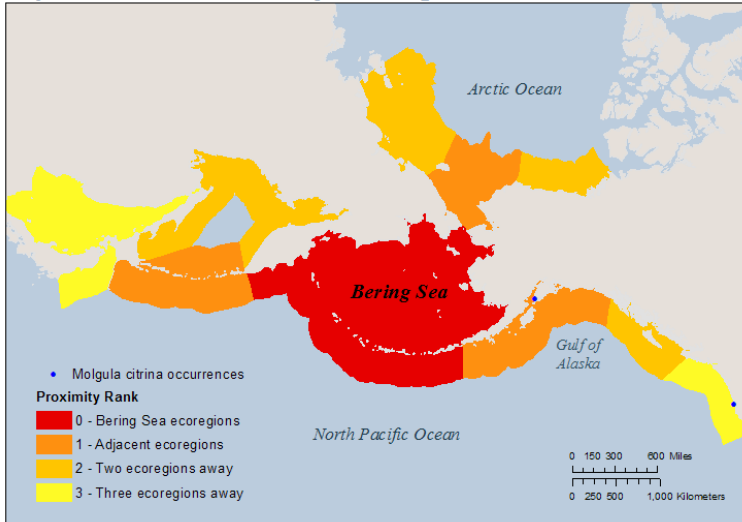 Arctic Ocean
Bering Sea
Gulf of
Alaska
North Pacific Ocean
Molgula citrina occurrences
Proximity Rank
0 - Bering Sea ecoregions
1 - Adjacent ecoregions
2 - Two ecoregions away
3 - Three ecoregions away
0 150 300 600 Miles
0 250 500 1,000 Kilometers